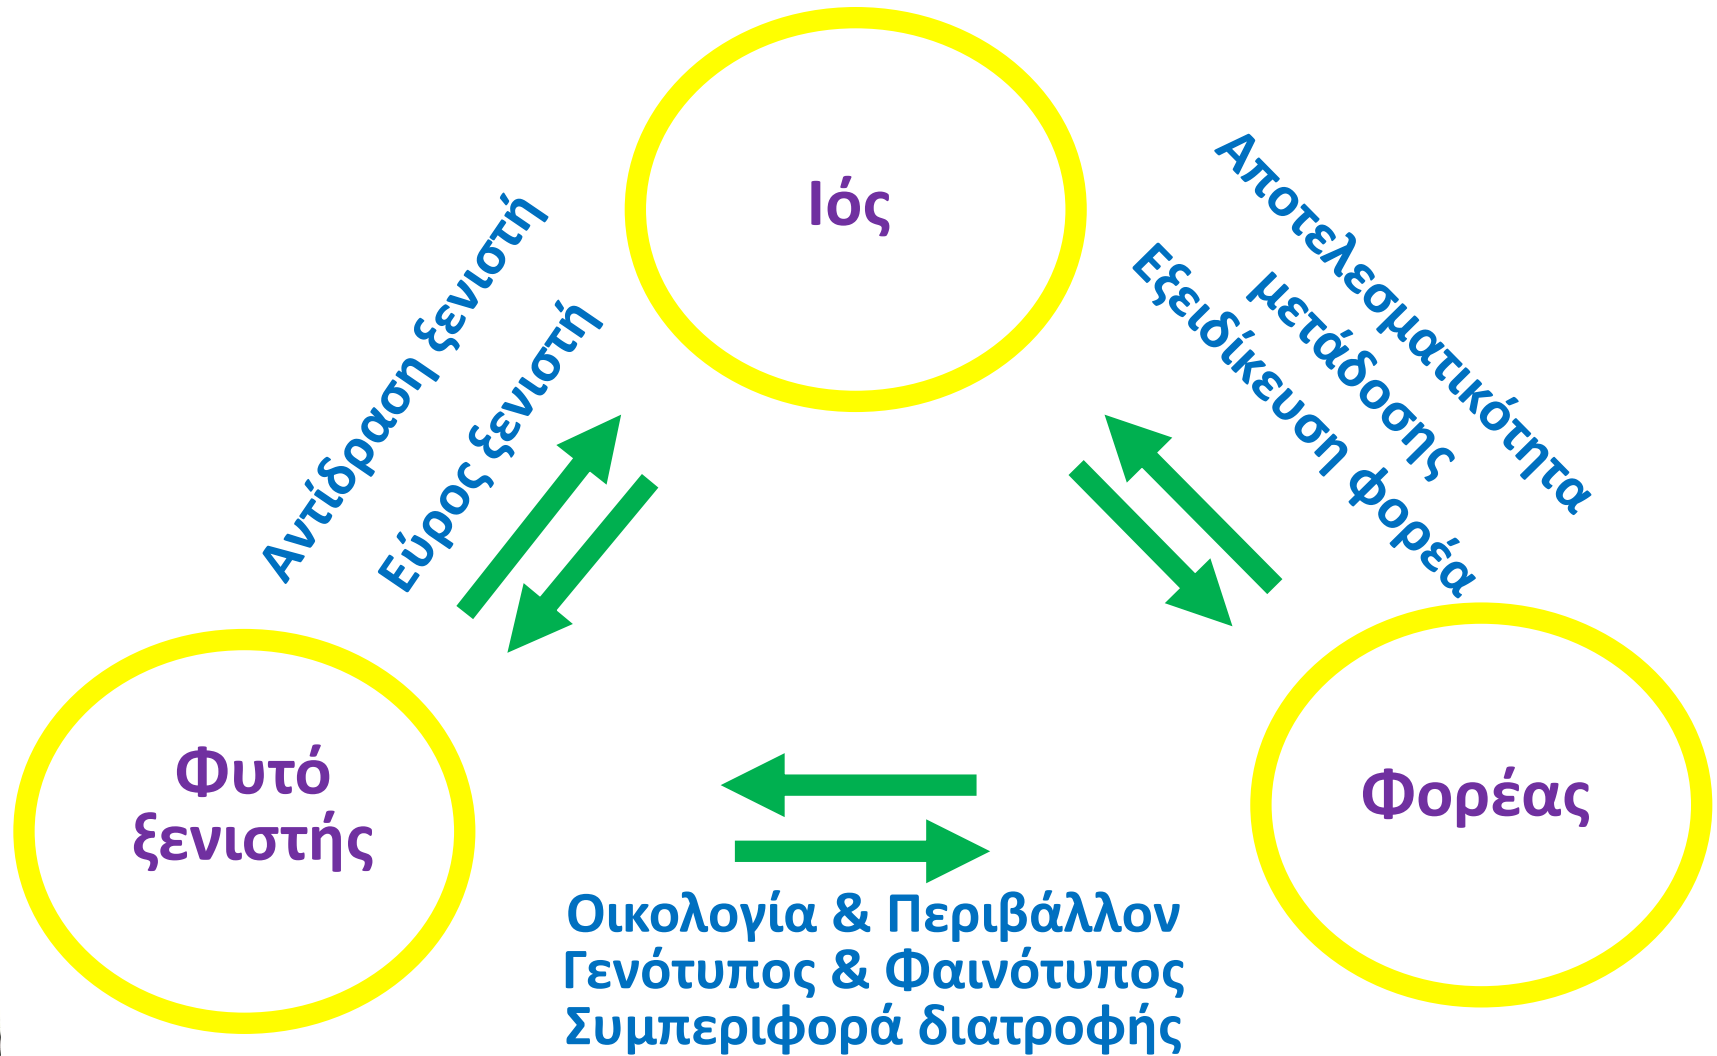 Ιός
Αντίδραση ξενιστή
Εύρος ξενιστή
Αποτελεσματικότητα
μετάδοσης
Εξειδίκευση φορέα
Φυτό
ξενιστής
Φορέας
Οικολογία & Περιβάλλον
Γενότυπος & Φαινότυπος
Συμπεριφορά διατροφής